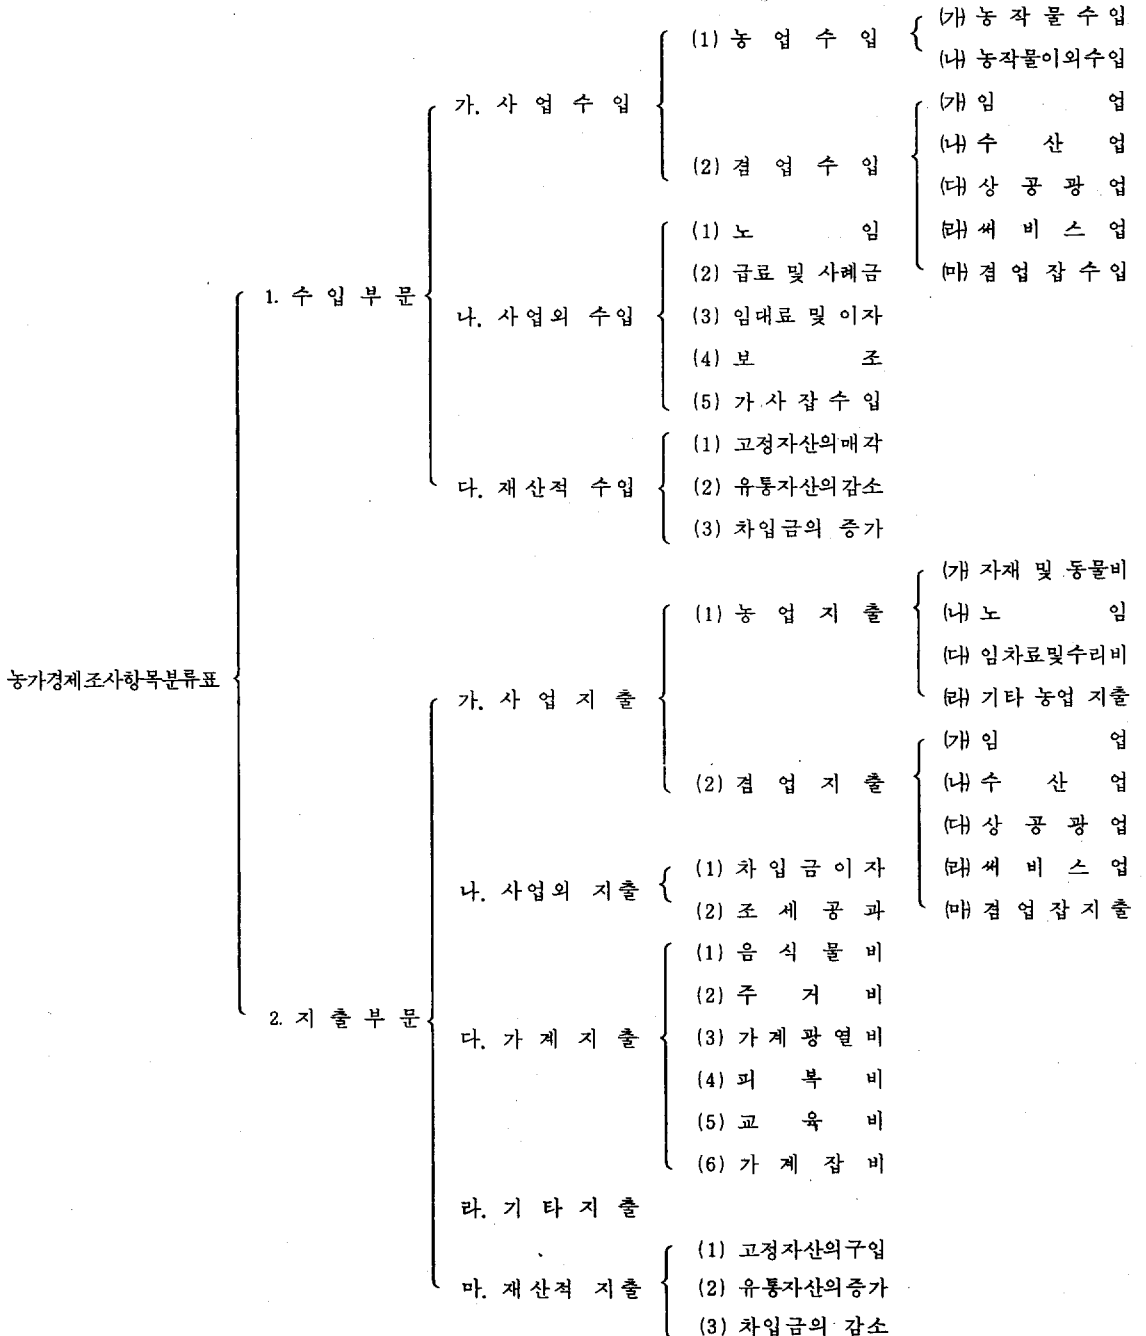 농가경제조사항목분류표
1. 수입부문
가. 사업수입
(1) 농업수입
(가) 농작물수입
(나) 농작물이외수입
(2) 겸업수입
(가) 임업
(나) 수산업
(다) 상공광업
(라) 써비스업
(마) 겸업잡수입
나. 사업외 수입
(1) 노임
(2) 급료 및 사례금
(3) 임대료 및 이자
(4) 보조
(5) 가사잡수입
다. 재산적 수입
(1) 고정자산의매각
(2) 유통자산의감소
(3) 차입금의 증가
2. 지출부문
가. 사업지출
(1) 농업지출
(가) 자재 및 동물비
(나) 노임
(다) 임차료및수리비
(라) 기타 농업 지출
(2) 겸업지출
(가) 임업
(나) 수산업
(다) 상공광업
(라) 써비스업
(마) 겸업잡지출
나. 사업외 지출
(1) 차입금이자
(2) 조세공과
다. 가계지출
(1) 음식물비
(2) 주거비
(3) 가계광열비
(4) 피복비
(5) 교육비
(6) 가계잡비
라. 기타지출
마. 재산적 지출
(1) 고정자산의구입
(2) 유통자산의증가
(3) 차입금의 감소